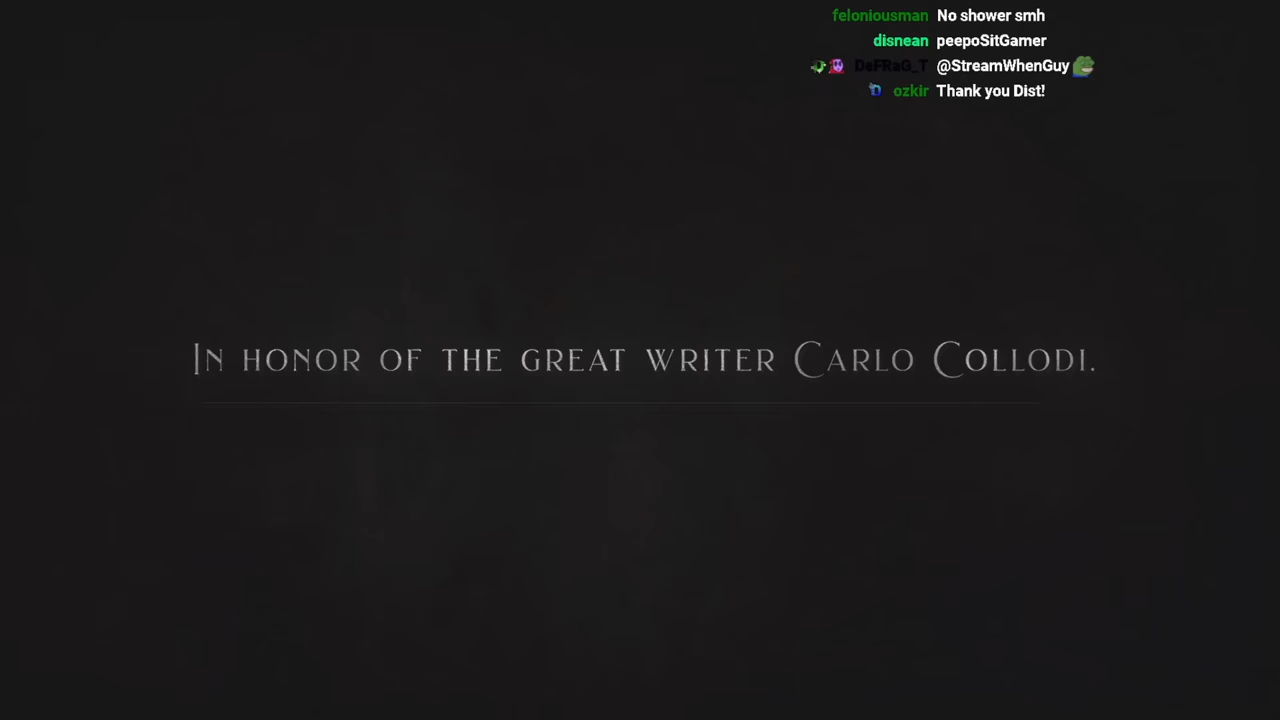 feloniousman No shower smh
disnean peepoSitGamer
DeFRaG_T @StreamWhenGuy
ozkir Thank you Dist!
In honor of the great writer Carlo Collodi.